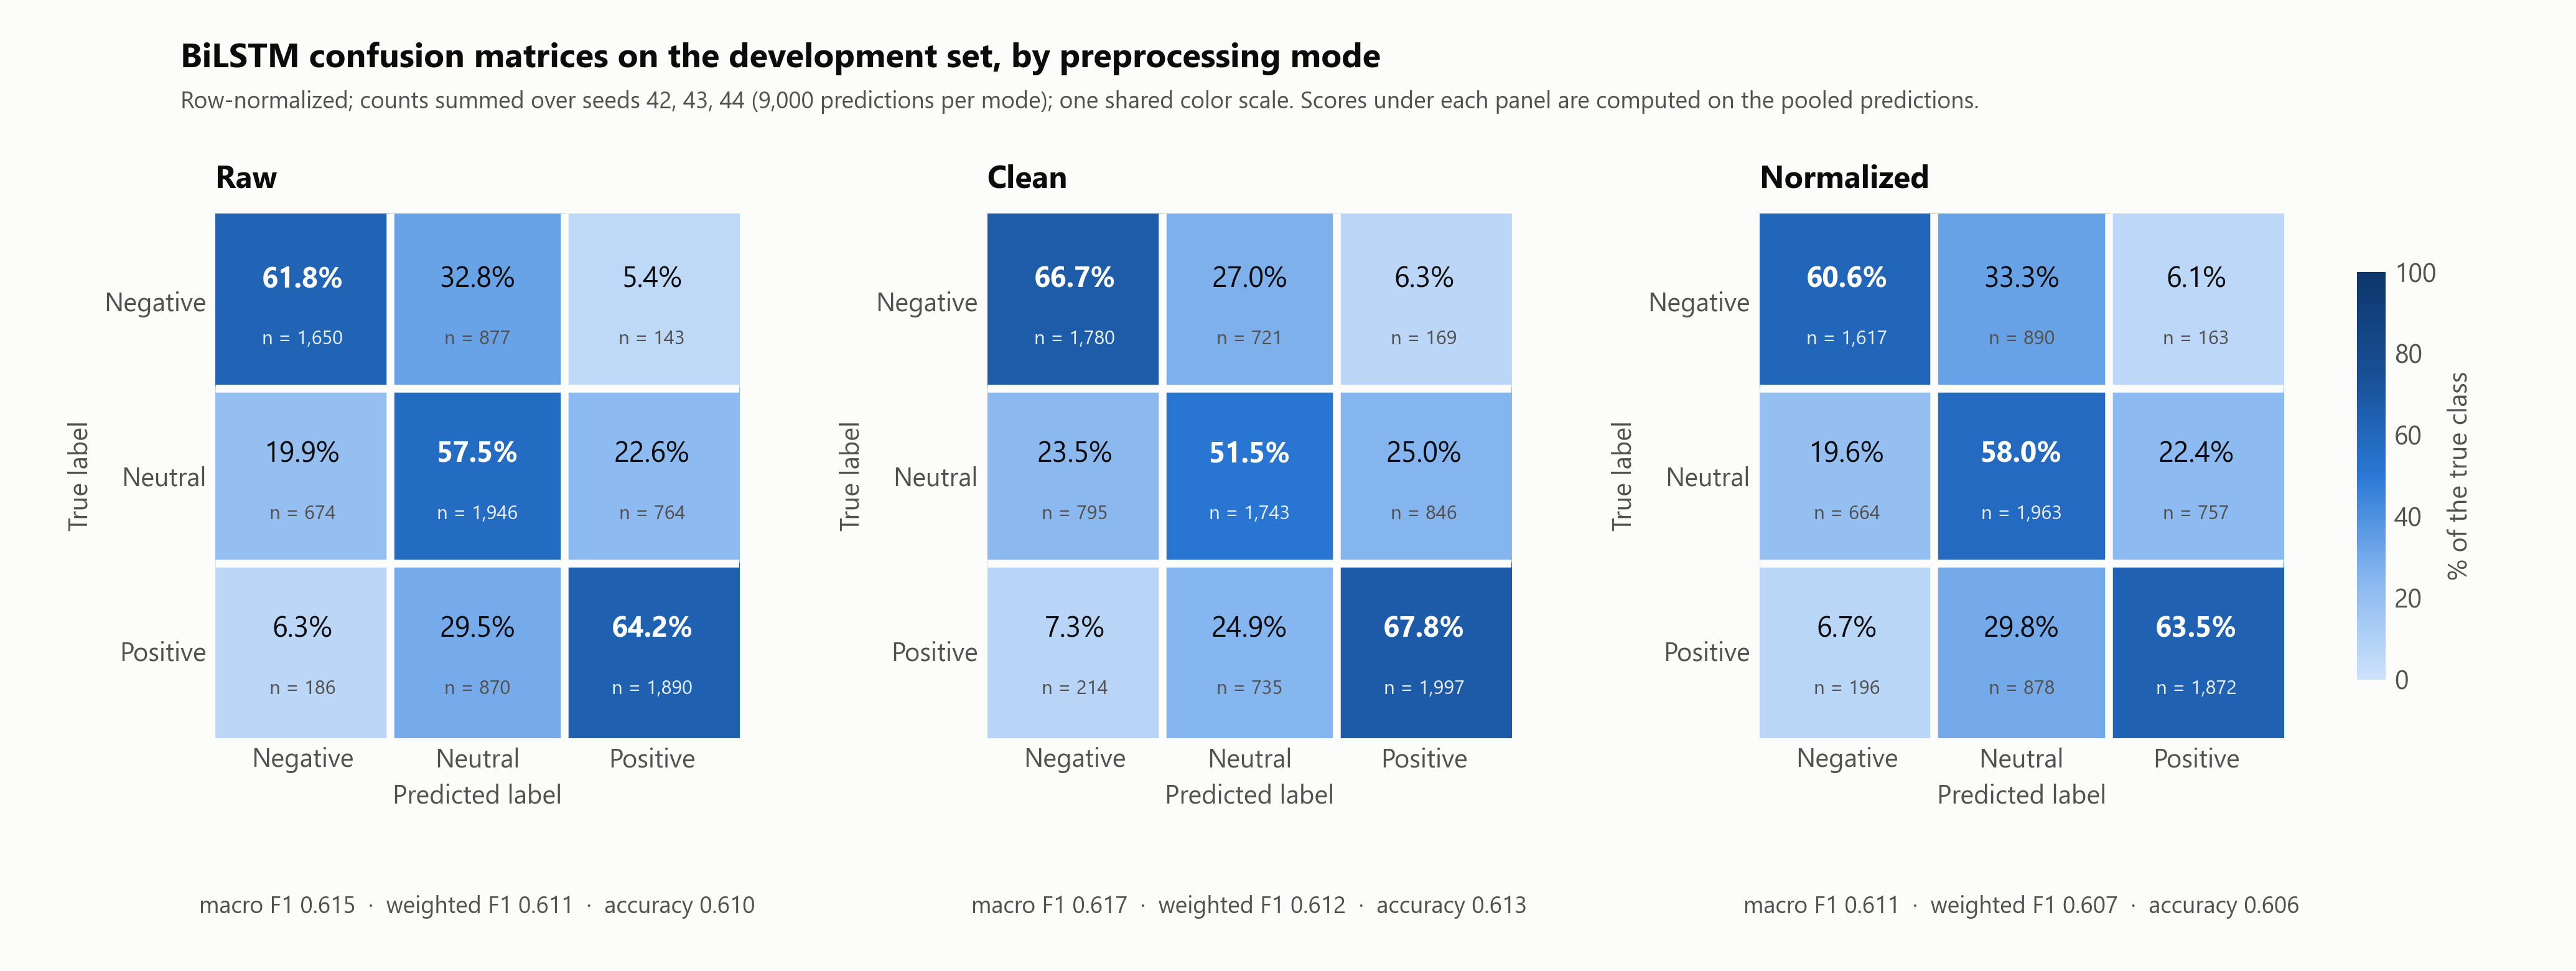 BiLSTM confusion matrices on the development set, by preprocessing mode
Row-normalized; counts summed over seeds 42, 43, 44 (9,000 predictions per mode); one shared color scale. Scores under each panel are computed on the pooled predictions.
Raw
True label
Negative
61.8% 32.8% 5.4%
n = 1,650 n = 877 n = 143
Neutral
19.9% 57.5% 22.6%
n = 674 n = 1,946 n = 764
Positive
6.3% 29.5% 64.2%
n = 186 n = 870 n = 1,890
Negative Neutral Positive
Predicted label
macro F1 0.615 · weighted F1 0.611 · accuracy 0.610
Clean
True label
Negative
66.7% 27.0% 6.3%
n = 1,780 n = 721 n = 169
Neutral
23.5% 51.5% 25.0%
n = 795 n = 1,743 n = 846
Positive
7.3% 24.9% 67.8%
n = 214 n = 735 n = 1,997
Negative Neutral Positive
Predicted label
macro F1 0.617 · weighted F1 0.612 · accuracy 0.613
Normalized
True label
Negative
60.6% 33.3% 6.1%
n = 1,617 n = 890 n = 163
Neutral
19.6% 58.0% 22.4%
n = 664 n = 1,963 n = 757
Positive
6.7% 29.8% 63.5%
n = 196 n = 878 n = 1,872
Negative Neutral Positive
Predicted label
macro F1 0.611 · weighted F1 0.607 · accuracy 0.606
100
80
60
40
20
0
% of the true class